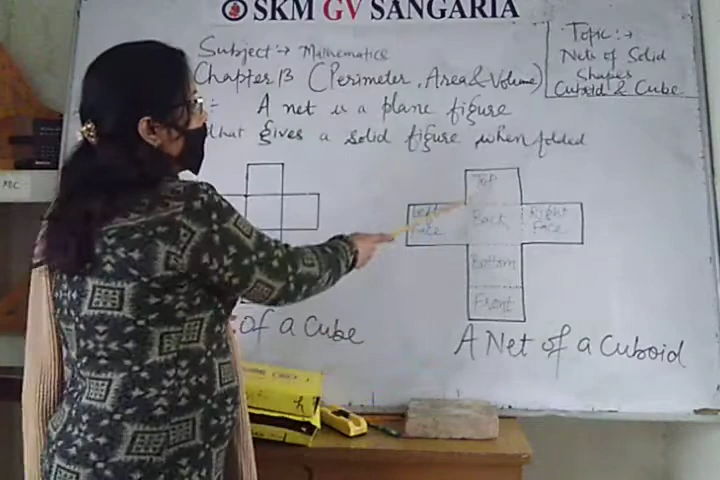 SKM GV SANGARIA
Subject :→ Mathematics
Chapter 13 (Perimeter, Area & Volume)
Topic :→
Nets of Solid
Shapes
Cuboid & Cube
:- A net is a plane figure
that gives a solid figure when folded
Top
Left Face
Back
Right Face
Bottom
Front
of a Cube
A Net of a Cuboid